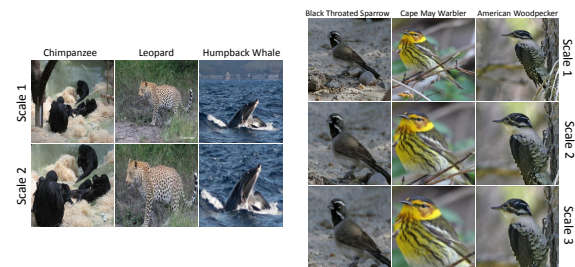 Chimpanzee Leopard Humpback Whale
Scale 1
Scale 2
Black Throated Sparrow Cape May Warbler American Woodpecker
Scale 1
Scale 2
Scale 3